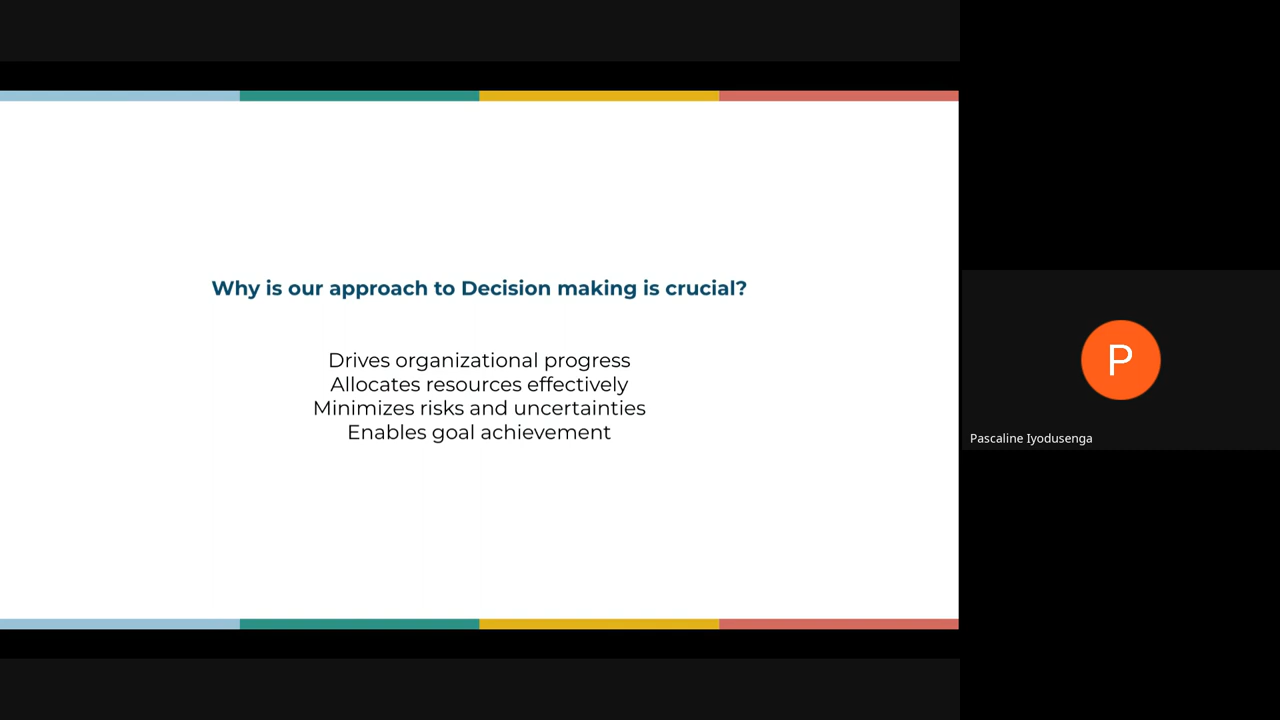 Why is our approach to Decision making is crucial?
Drives organizational progress
Allocates resources effectively
Minimizes risks and uncertainties
Enables goal achievement
P
Pascaline Iyodusenga